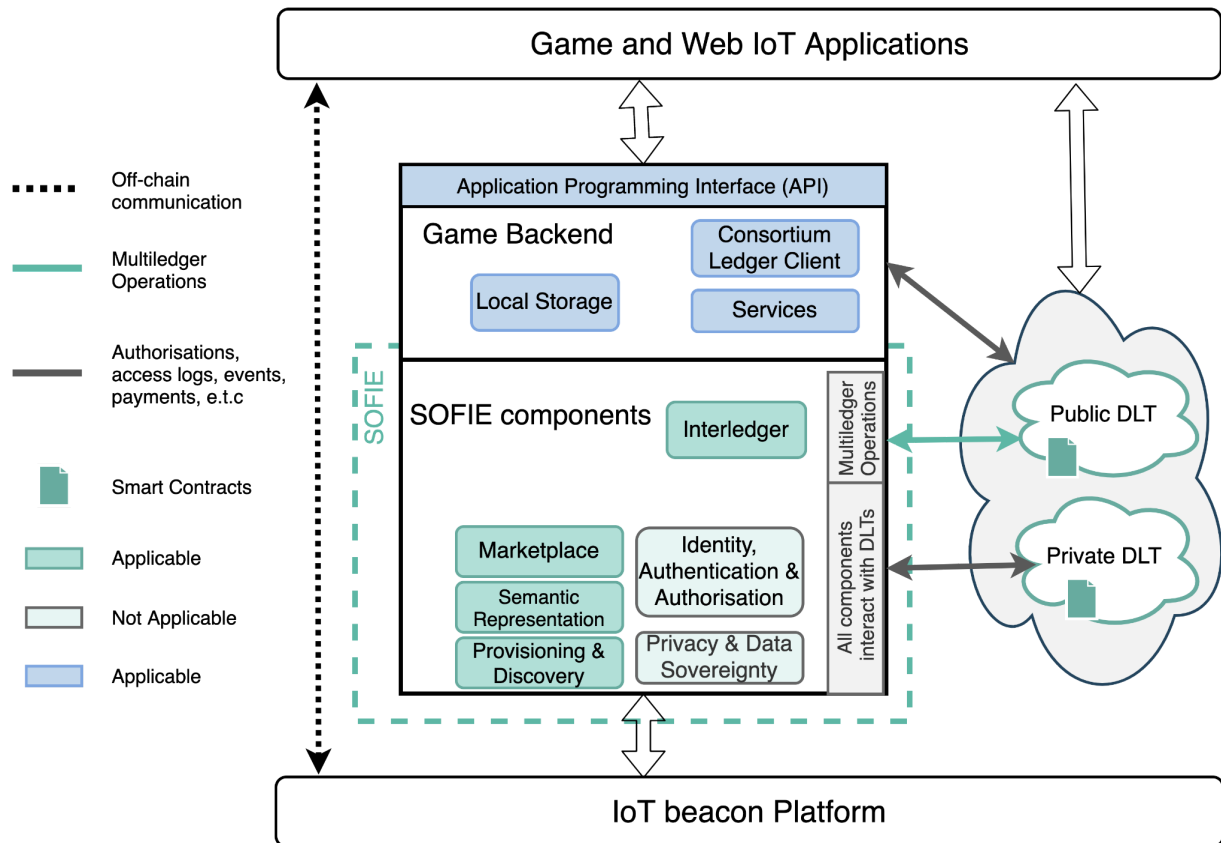 Game and Web IoT Applications
Off-chain
communication
Multiledger
Operations
Authorisations,
access logs, events,
payments, e.t.c
Smart Contracts
Applicable
Not Applicable
Applicable
Application Programming Interface (API)
Game Backend
Consortium
Ledger Client
Local Storage
Services
SOFIE
SOFIE components
Interledger
Multiledger
Operations
Marketplace
Semantic
Representation
Provisioning &
Discovery
Identity,
Authentication &
Authorisation
Privacy & Data
Sovereignty
All components
interact with DLTs
Public DLT
Private DLT
IoT beacon Platform